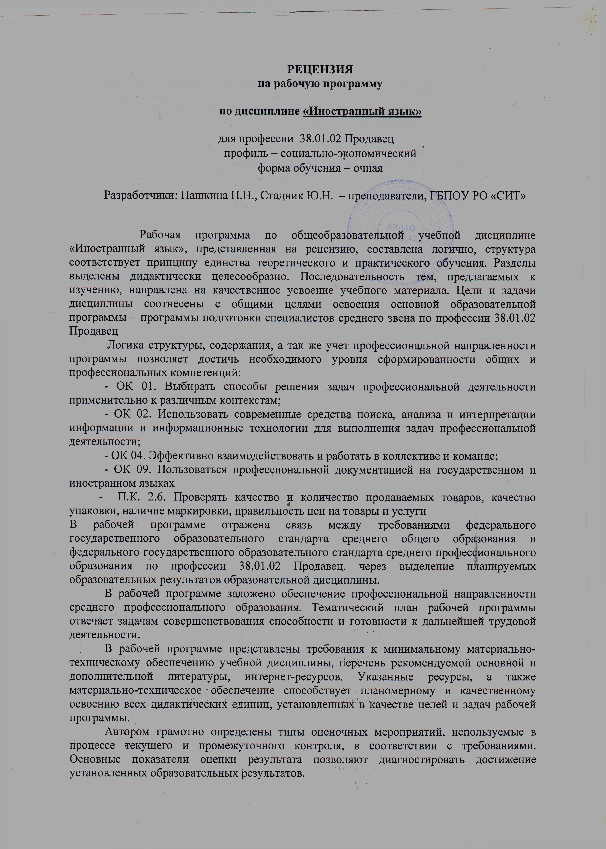 РЕЦЕНЗИЯ
на рабочую программу
по дисциплине «Иностранный язык»
для профессии 38.01.02 Продавец
профиль – социально-экономический
форма обучения – очная
Разработчики: Пашкина Н.Н., Стадник Ю.Н. – преподаватели, ГБПОУ РО «СИТ»
Рабочая программа по общеобразовательной учебной дисциплине
«Иностранный язык», представленная на рецензию, составлена логично, структура
соответствует принципу единства теоретического и практического обучения. Разделы
выделены дидактически целесообразно. Последовательность тем, предлагаемых к
изучению, направлена на качественное усвоение учебного материала. Цели и задачи
дисциплины соотнесены с общими целями освоения основной образовательной
программы – программы подготовки специалистов среднего звена по профессии 38.01.02
Продавец
Логика структуры, содержания, а так же учет профессиональной направленности
программы позволяет достичь необходимого уровня сформированности общих и
профессиональных компетенций:
- ОК 01. Выбирать способы решения задач профессиональной деятельности
применительно к различным контекстам;
- ОК 02. Использовать современные средства поиска, анализа и интерпретации
информации и информационные технологии для выполнения задач профессиональной
деятельности;
- ОК 04. Эффективно взаимодействовать и работать в коллективе и команде;
- ОК 09. Пользоваться профессиональной документацией на государственном и
иностранном языках
- П.К. 2.6. Проверять качество и количество продаваемых товаров, качество
упаковки, наличие маркировки, правильность цен на товары и услуги
В рабочей программе отражена связь между требованиями федерального
государственного образовательного стандарта среднего общего образования и
федерального государственного образовательного стандарта среднего профессионального
образования по профессии 38.01.02 Продавец, через выделение планируемых
образовательных результатов образовательной дисциплины.
В рабочей программе заложено обеспечение профессиональной направленности
среднего профессионального образования. Тематический план рабочей программы
отвечает задачам совершенствования способности и готовности к дальнейшей трудовой
деятельности.
В рабочей программе представлены требования к минимальному материально-
техническому обеспечению учебной дисциплины, перечень рекомендуемой основной и
дополнительной литературы, интернет-ресурсов. Указанные ресурсы, а также
материально-техническое обеспечение способствует планомерному и качественному
освоению всех дидактических единиц, установленных в качестве целей и задач рабочей
программы.
Автором грамотно определены типы оценочных мероприятий, используемые в
процессе текущего и промежуточного контроля, в соответствии с требованиями.
Основные показатели оценки результата позволяют диагностировать достижение
установленных образовательных результатов.